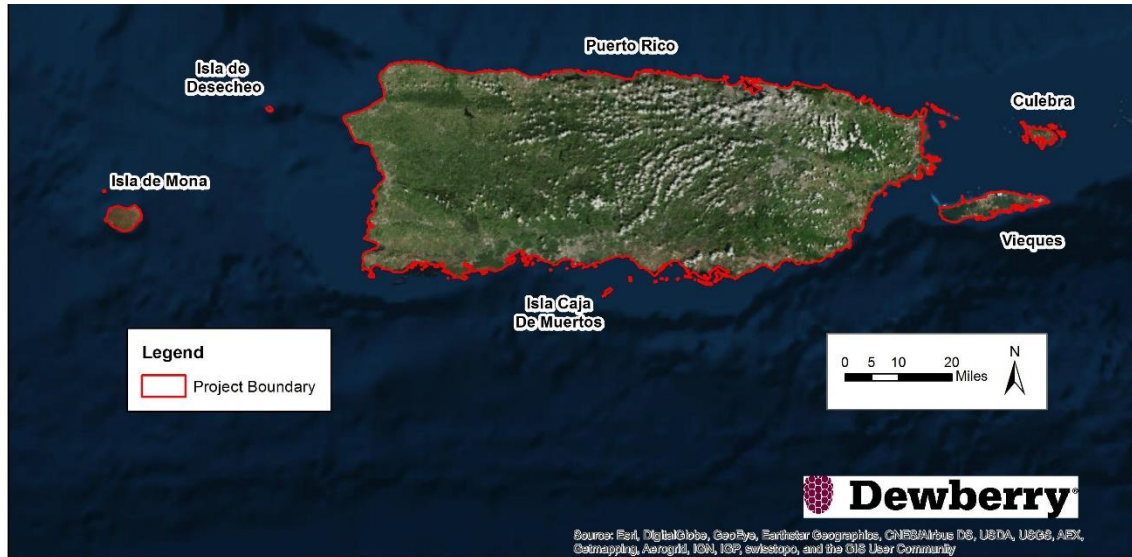 Puerto Rico
Isla de
Desecheo
Culebra
Isla de Mona
Vieques
Isla Caja
De Muertos
Legend
Project Boundary
N
0 5 10 20
Miles
Dewberry®
Source: Esri, DigitalGlobe, GeoEye, Earthstar Geographics, CNES/Airbus DS, USDA, USGS, AEX,
Getmapping, Aerogrid, IGN, IGP, swisstopo, and the GIS User Community